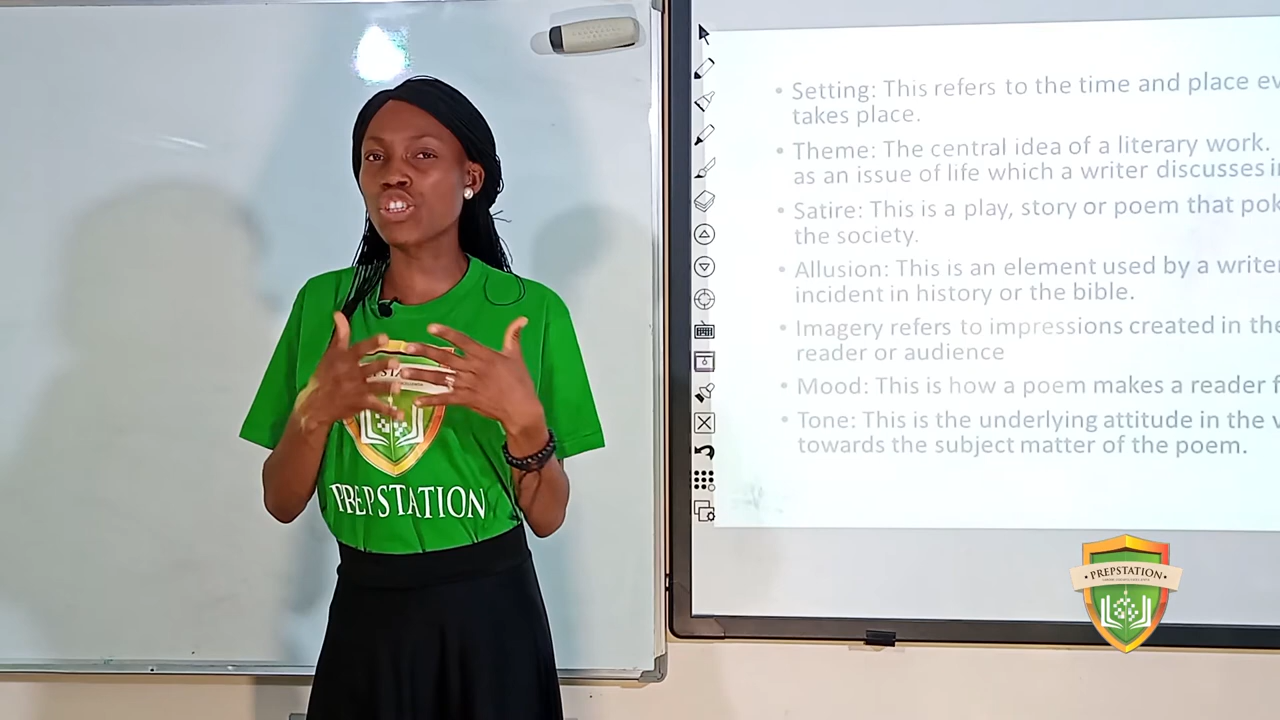 • Setting: This refers to the time and place ev
takes place.
• Theme: The central idea of a literary work.
as an issue of life which a writer discusses i
• Satire: This is a play, story or poem that pok
the society.
• Allusion: This is an element used by a writer
incident in history or the bible.
• Imagery refers to impressions created in the
reader or audience
• Mood: This is how a poem makes a reader f
• Tone: This is the underlying attitude in the v
towards the subject matter of the poem.
PREPSTATION
• PREPSTATION •